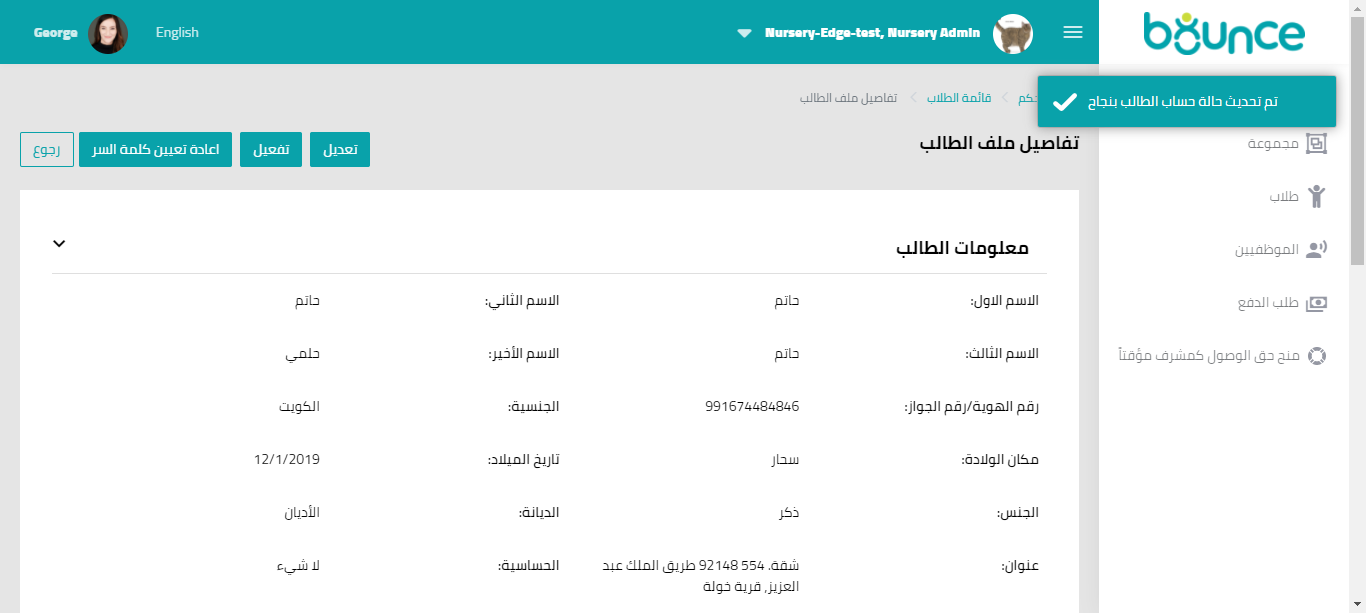 bounce
Nursery-Edge-test, Nursery Admin
English
George
تم تحديث حالة حساب الطالب بنجاح
قائمة الطلاب
تفاصيل ملف الطالب
تفاصيل ملف الطالب
تعديل
تفعيل
اعادة تعيين كلمة السر
رجوع
مجموعة
طلاب
الموظفيين
طلب الدفع
منح حق الوصول كمشرف مؤقتاً
معلومات الطالب
الاسم الاول: حاتم الاسم الثاني: حاتم
الاسم الثالث: حاتم الاسم الأخير: حلمي
رقم الهوية/رقم الجواز: 991674484846 الجنسية: الكويت
مكان الولادة: سحار تاريخ الميلاد: 12/1/2019
الجنس: ذكر الديانة: الأديان
عنوان: شقة. 554 92148 طريق الملك عبد الحساسية: لا شيء
العزيز, قرية خولة